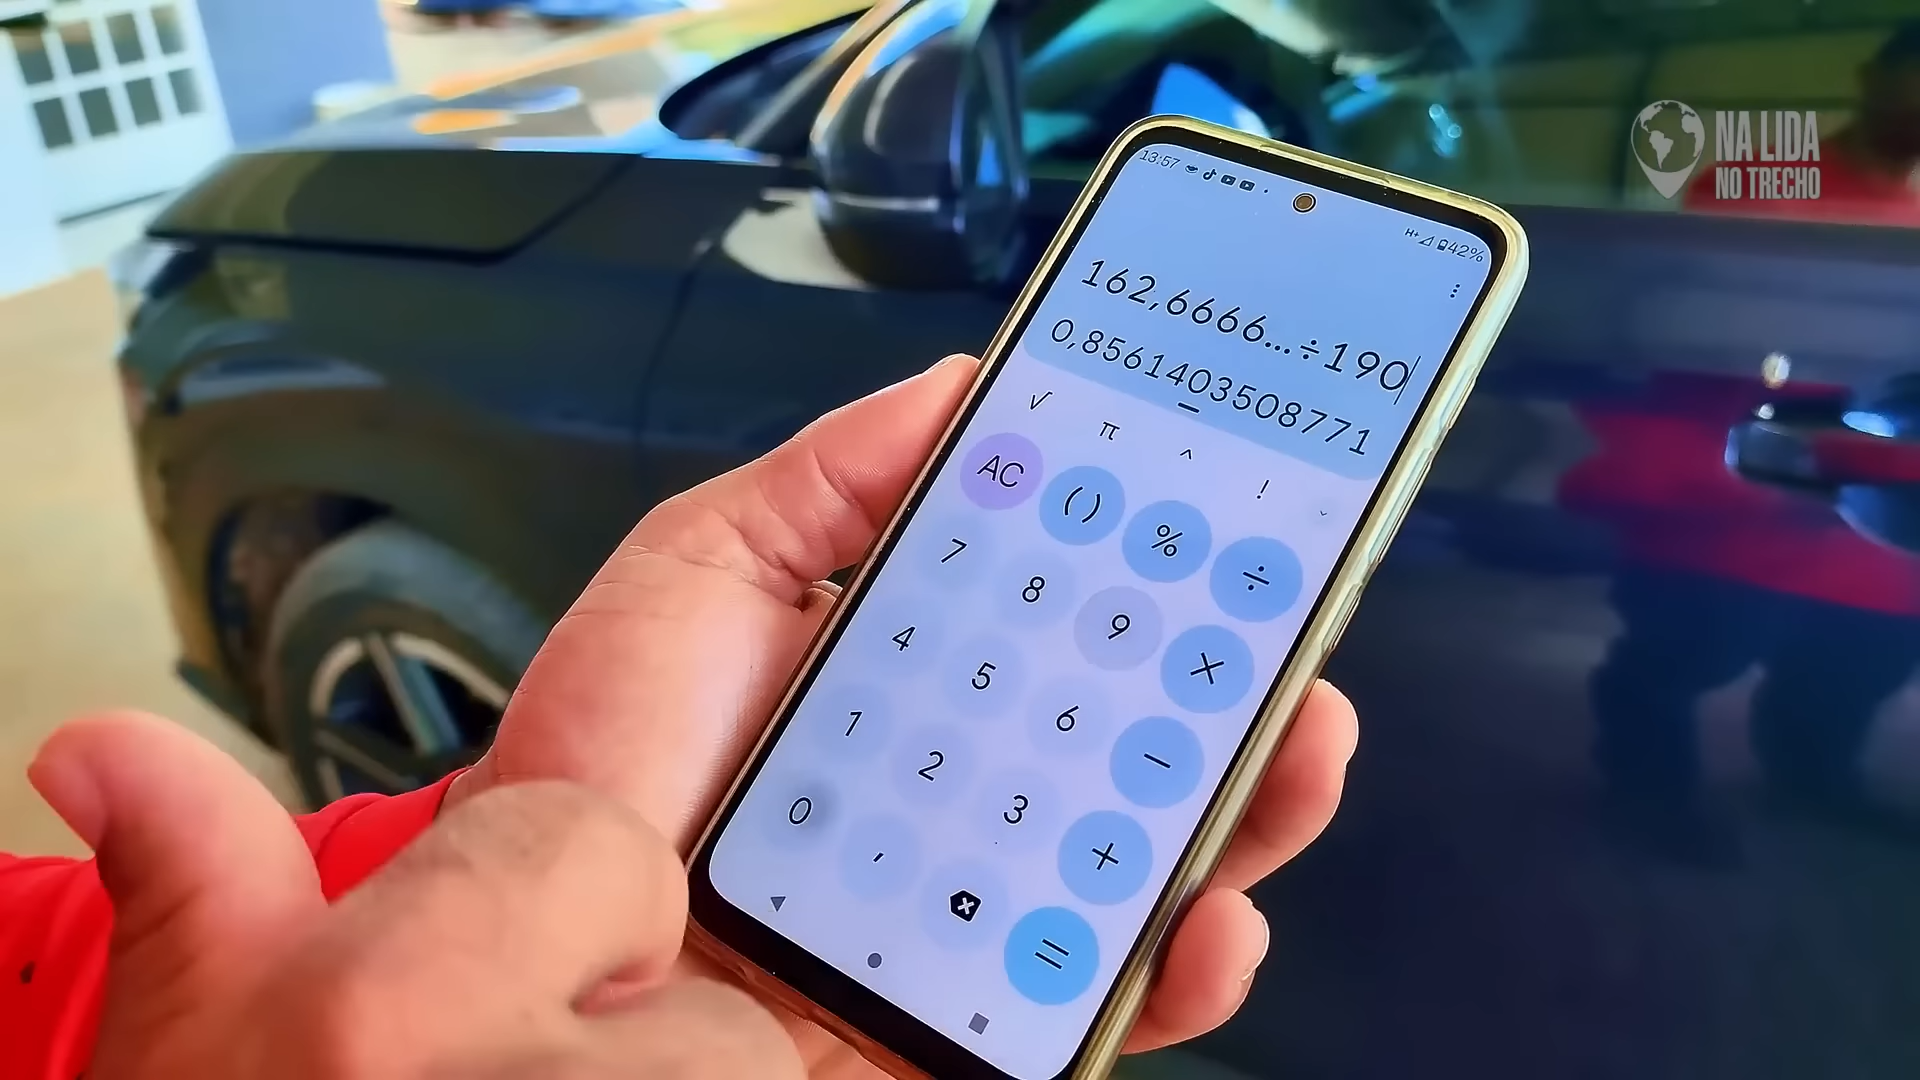 NA LIDA
NO TRECHO
13:57
H+ 42%
162,6666...÷190
0,8561403508771
√ π ^ !
AC () % ÷
7 8 9 ×
4 5 6 −
1 2 3 +
0 , =